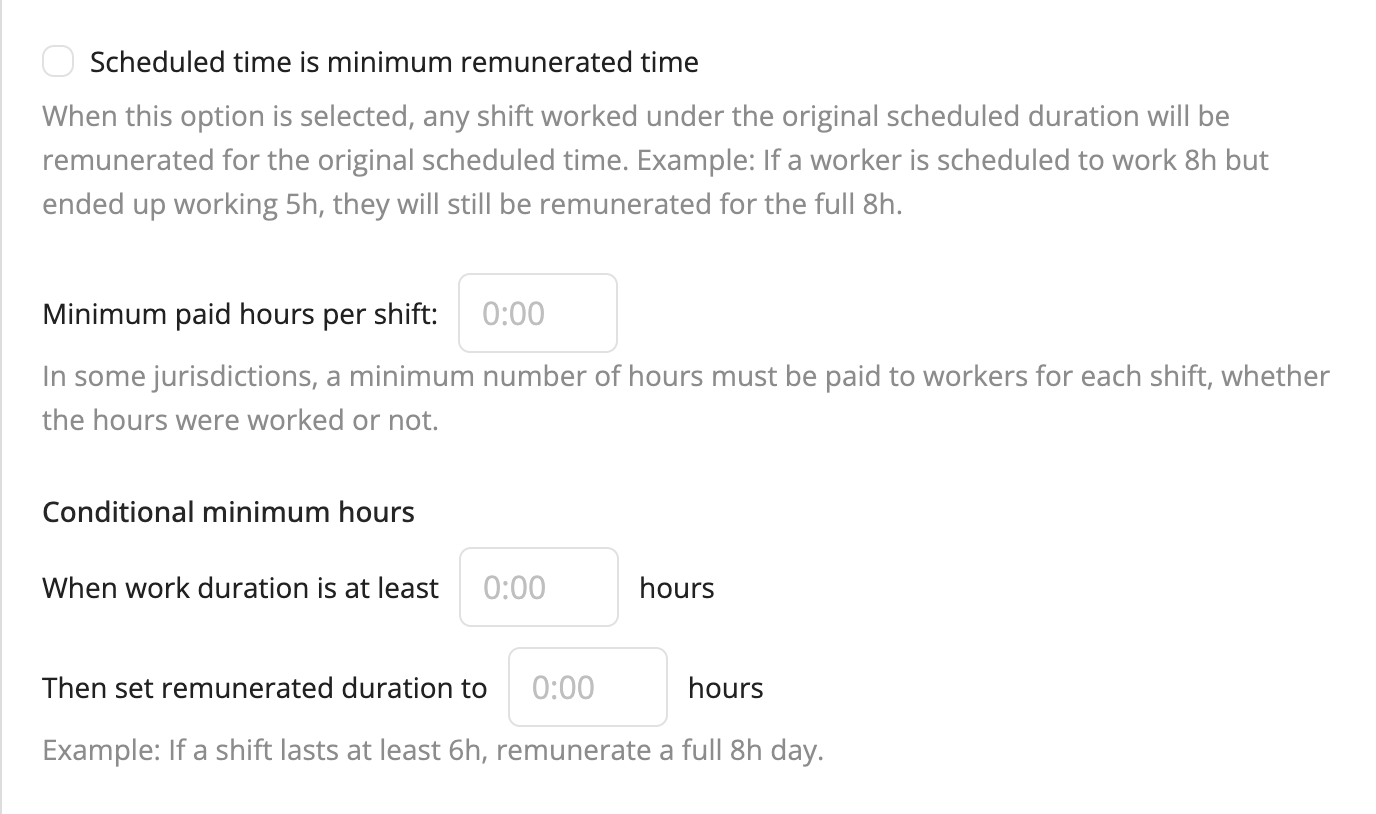 Scheduled time is minimum remunerated time
When this option is selected, any shift worked under the original scheduled duration will be
remunerated for the original scheduled time. Example: If a worker is scheduled to work 8h but
ended up working 5h, they will still be remunerated for the full 8h.
Minimum paid hours per shift: 0:00
In some jurisdictions, a minimum number of hours must be paid to workers for each shift, whether
the hours were worked or not.
Conditional minimum hours
When work duration is at least 0:00 hours
Then set remunerated duration to 0:00 hours
Example: If a shift lasts at least 6h, remunerate a full 8h day.